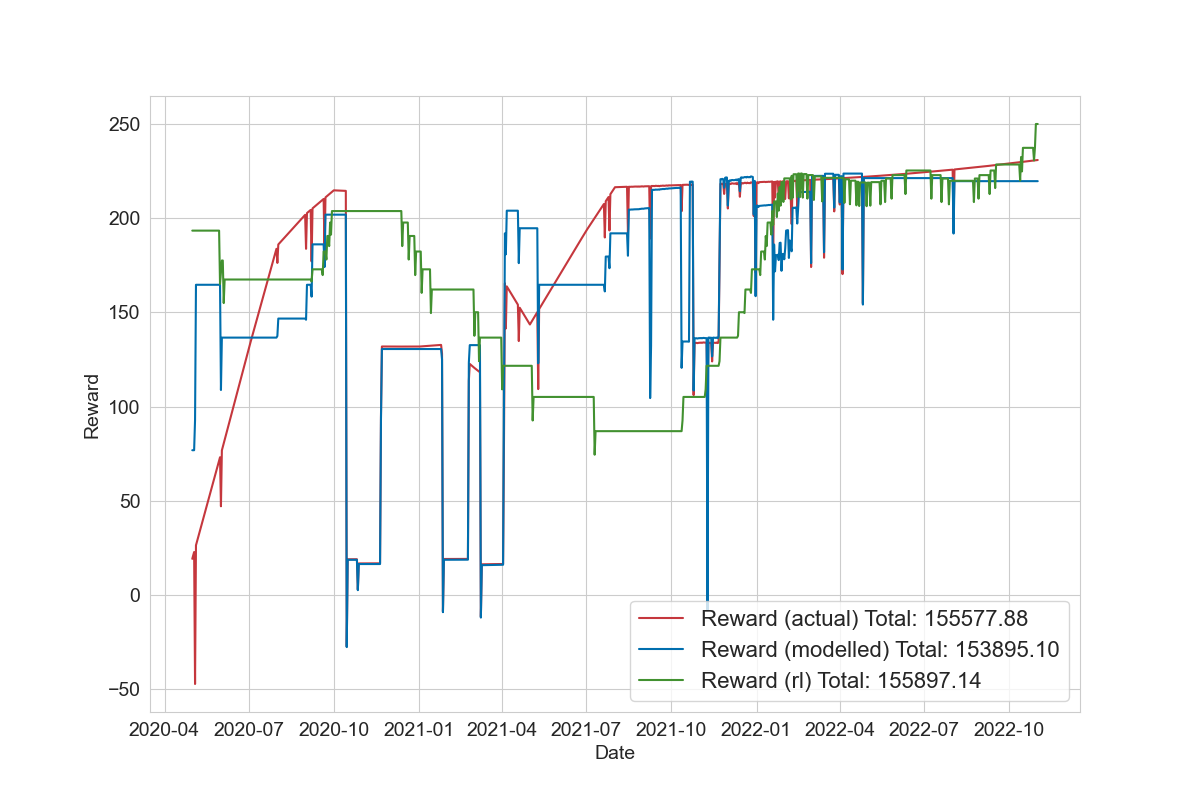 250
200
150
100
50
0
−50
Reward
2020-04 2020-07 2020-10 2021-01 2021-04 2021-07 2021-10 2022-01 2022-04 2022-07 2022-10
Date
Reward (actual) Total: 155577.88
Reward (modelled) Total: 153895.10
Reward (rl) Total: 155897.14